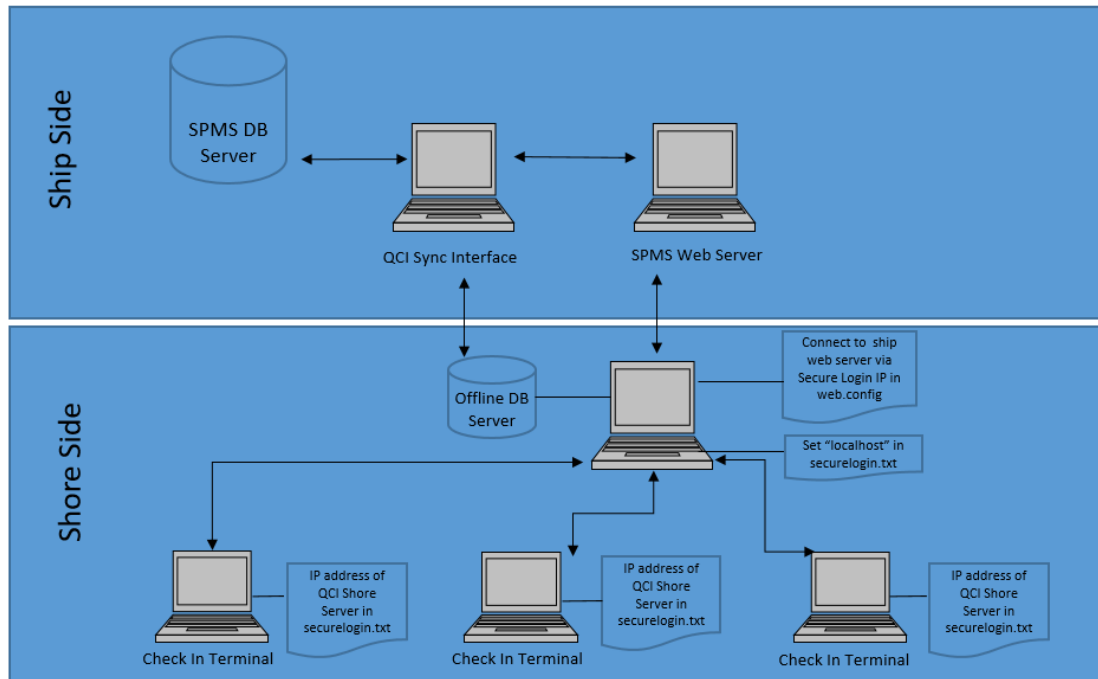 Ship Side
SPMS DB
Server
QCI Sync Interface
SPMS Web Server
Shore Side
Offline DB
Server
Connect to ship
web server via
Secure Login IP in
web.config
Set “localhost” in
securelogin.txt
IP address of
QCI Shore
Server in
securelogin.txt
Check In Terminal
IP address of
QCI Shore
Server in
securelogin.txt
Check In Terminal
IP address of
QCI Shore
Server in
securelogin.txt
Check In Terminal